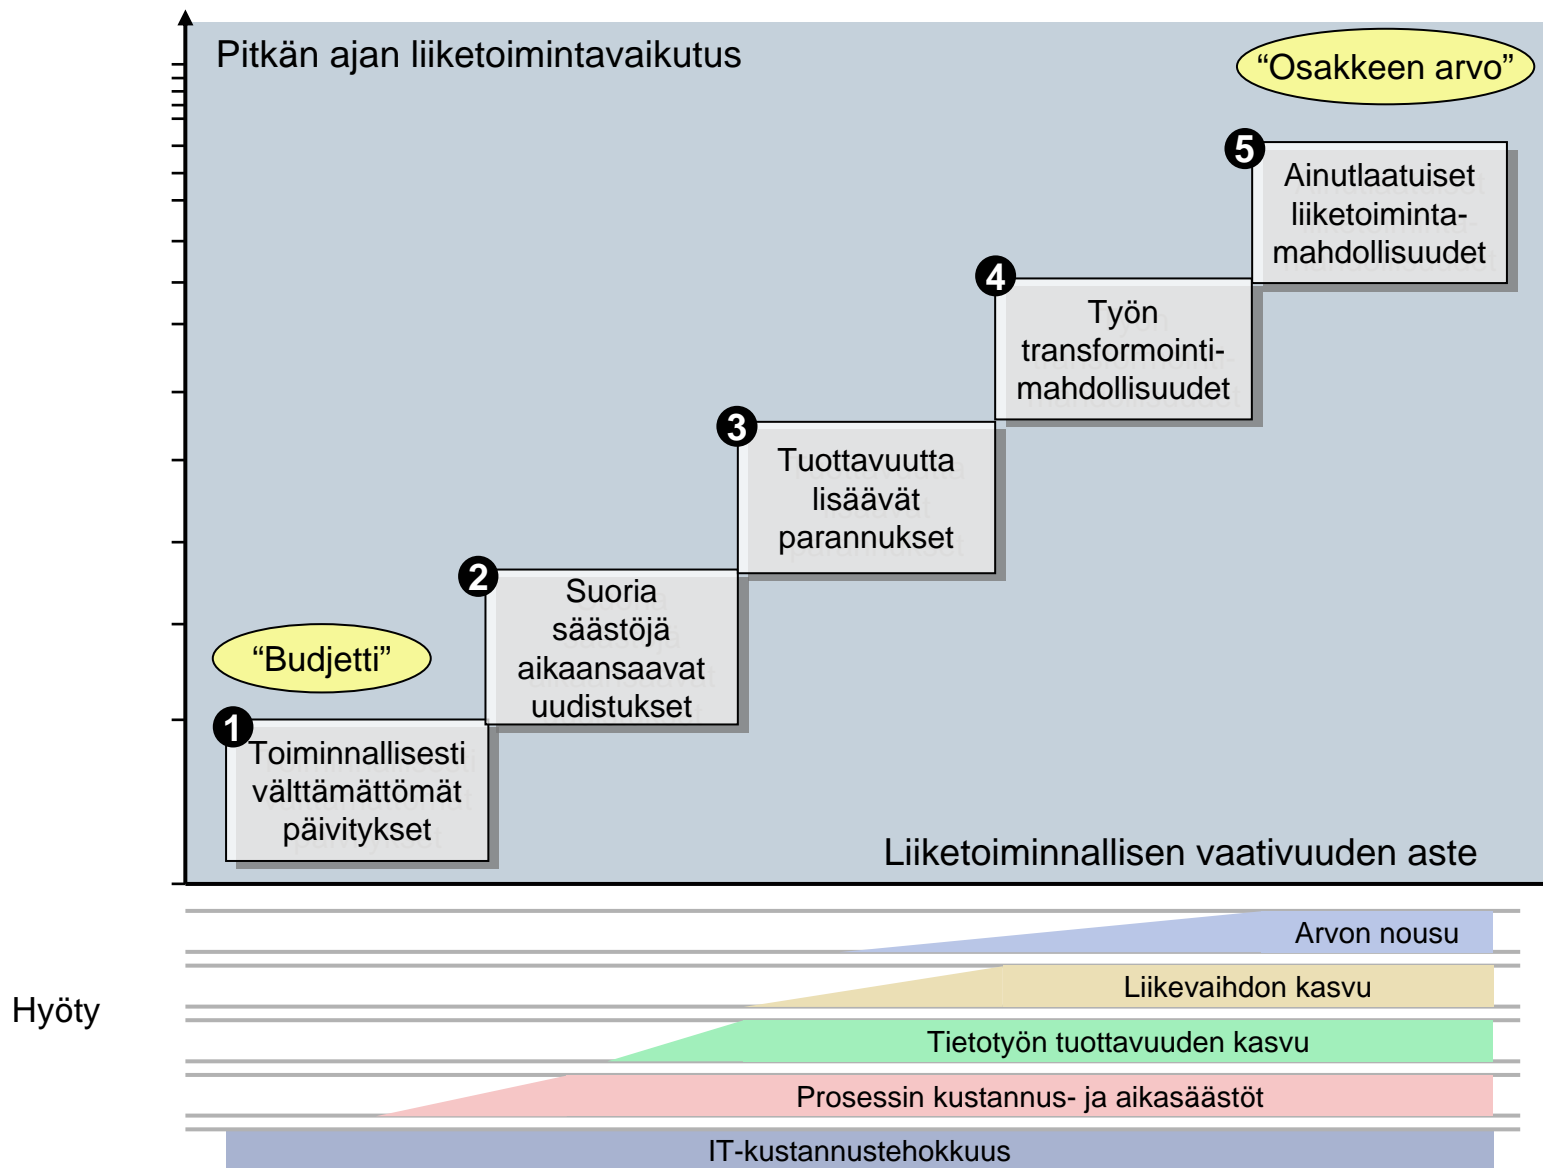 Pitkän ajan liiketoimintavaikutus
“Osakkeen arvo”
5
Ainutlaatuiset
liiketoiminta-
mahdollisuudet
4
Työn
transformointi-
mahdollisuudet
3
Tuottavuutta
lisäävät
parannukset
2
Suoria
säästöjä
aikaansaavat
uudistukset
“Budjetti”
1
Toiminnallisesti
välttämättömät
päivitykset
Liiketoiminnallisen vaativuuden aste
Hyöty
Arvon nousu
Liikevaihdon kasvu
Tietotyön tuottavuuden kasvu
Prosessin kustannus- ja aikasäästöt
IT-kustannustehokkuus